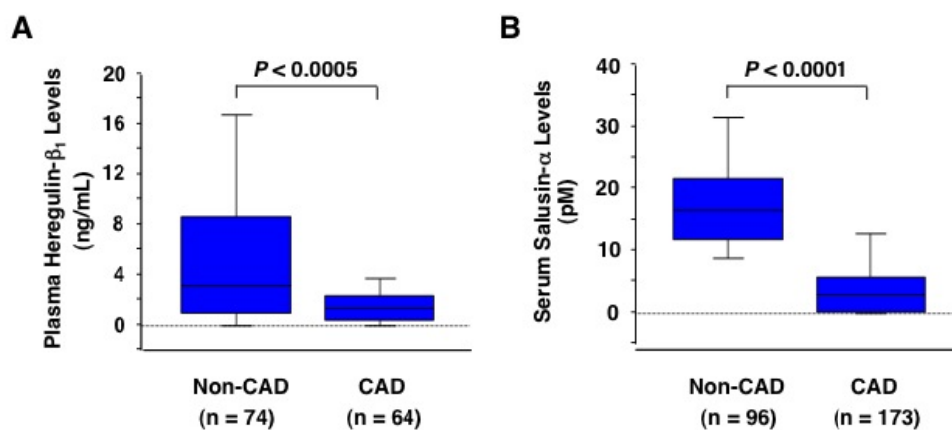 A
Plasma Heregulin-β₁ Levels
(ng/mL)
20
16
12
8
4
0
P < 0.0005
Non-CAD
(n = 74)
CAD
(n = 64)
B
Serum Salusin-α Levels
(pM)
40
30
20
10
0
P < 0.0001
Non-CAD
(n = 96)
CAD
(n = 173)